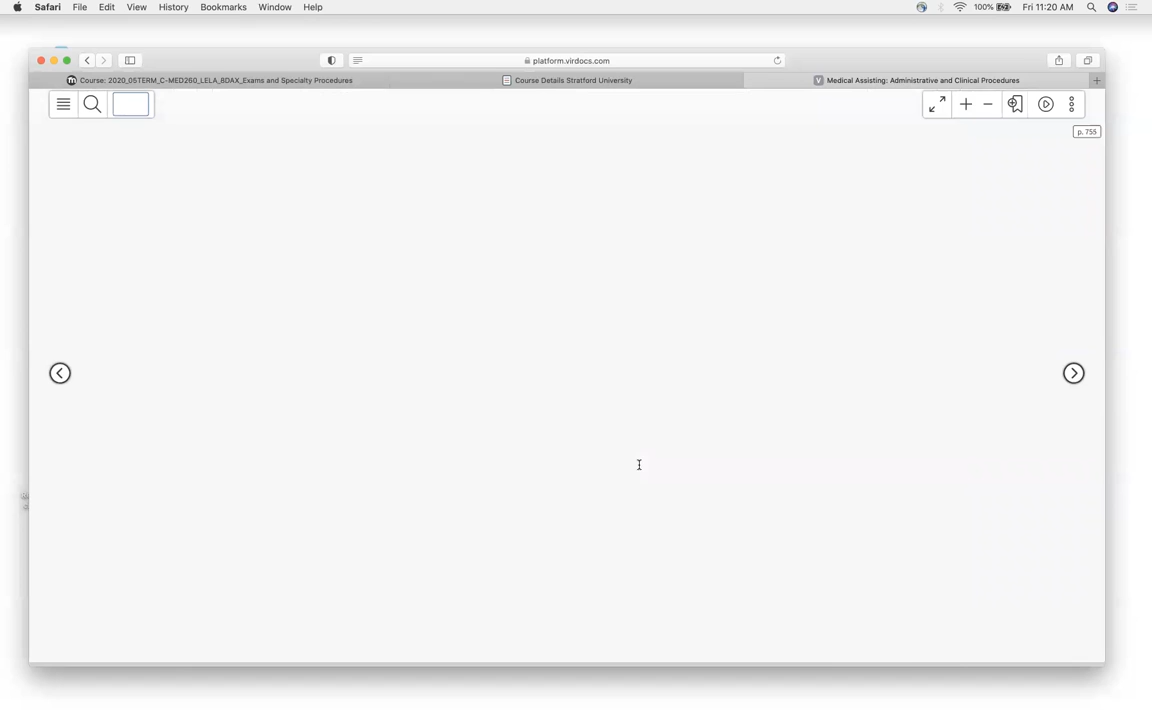 Safari File Edit View History Bookmarks Window Help 100% Fri 11:20 AM
platform.virdocs.com
Course: 2020_05TERM_C-MED260_LELA_8DAX_Exams and Specialty Procedures Course Details Stratford University V Medical Assisting: Administrative and Clinical Procedures
p. 755